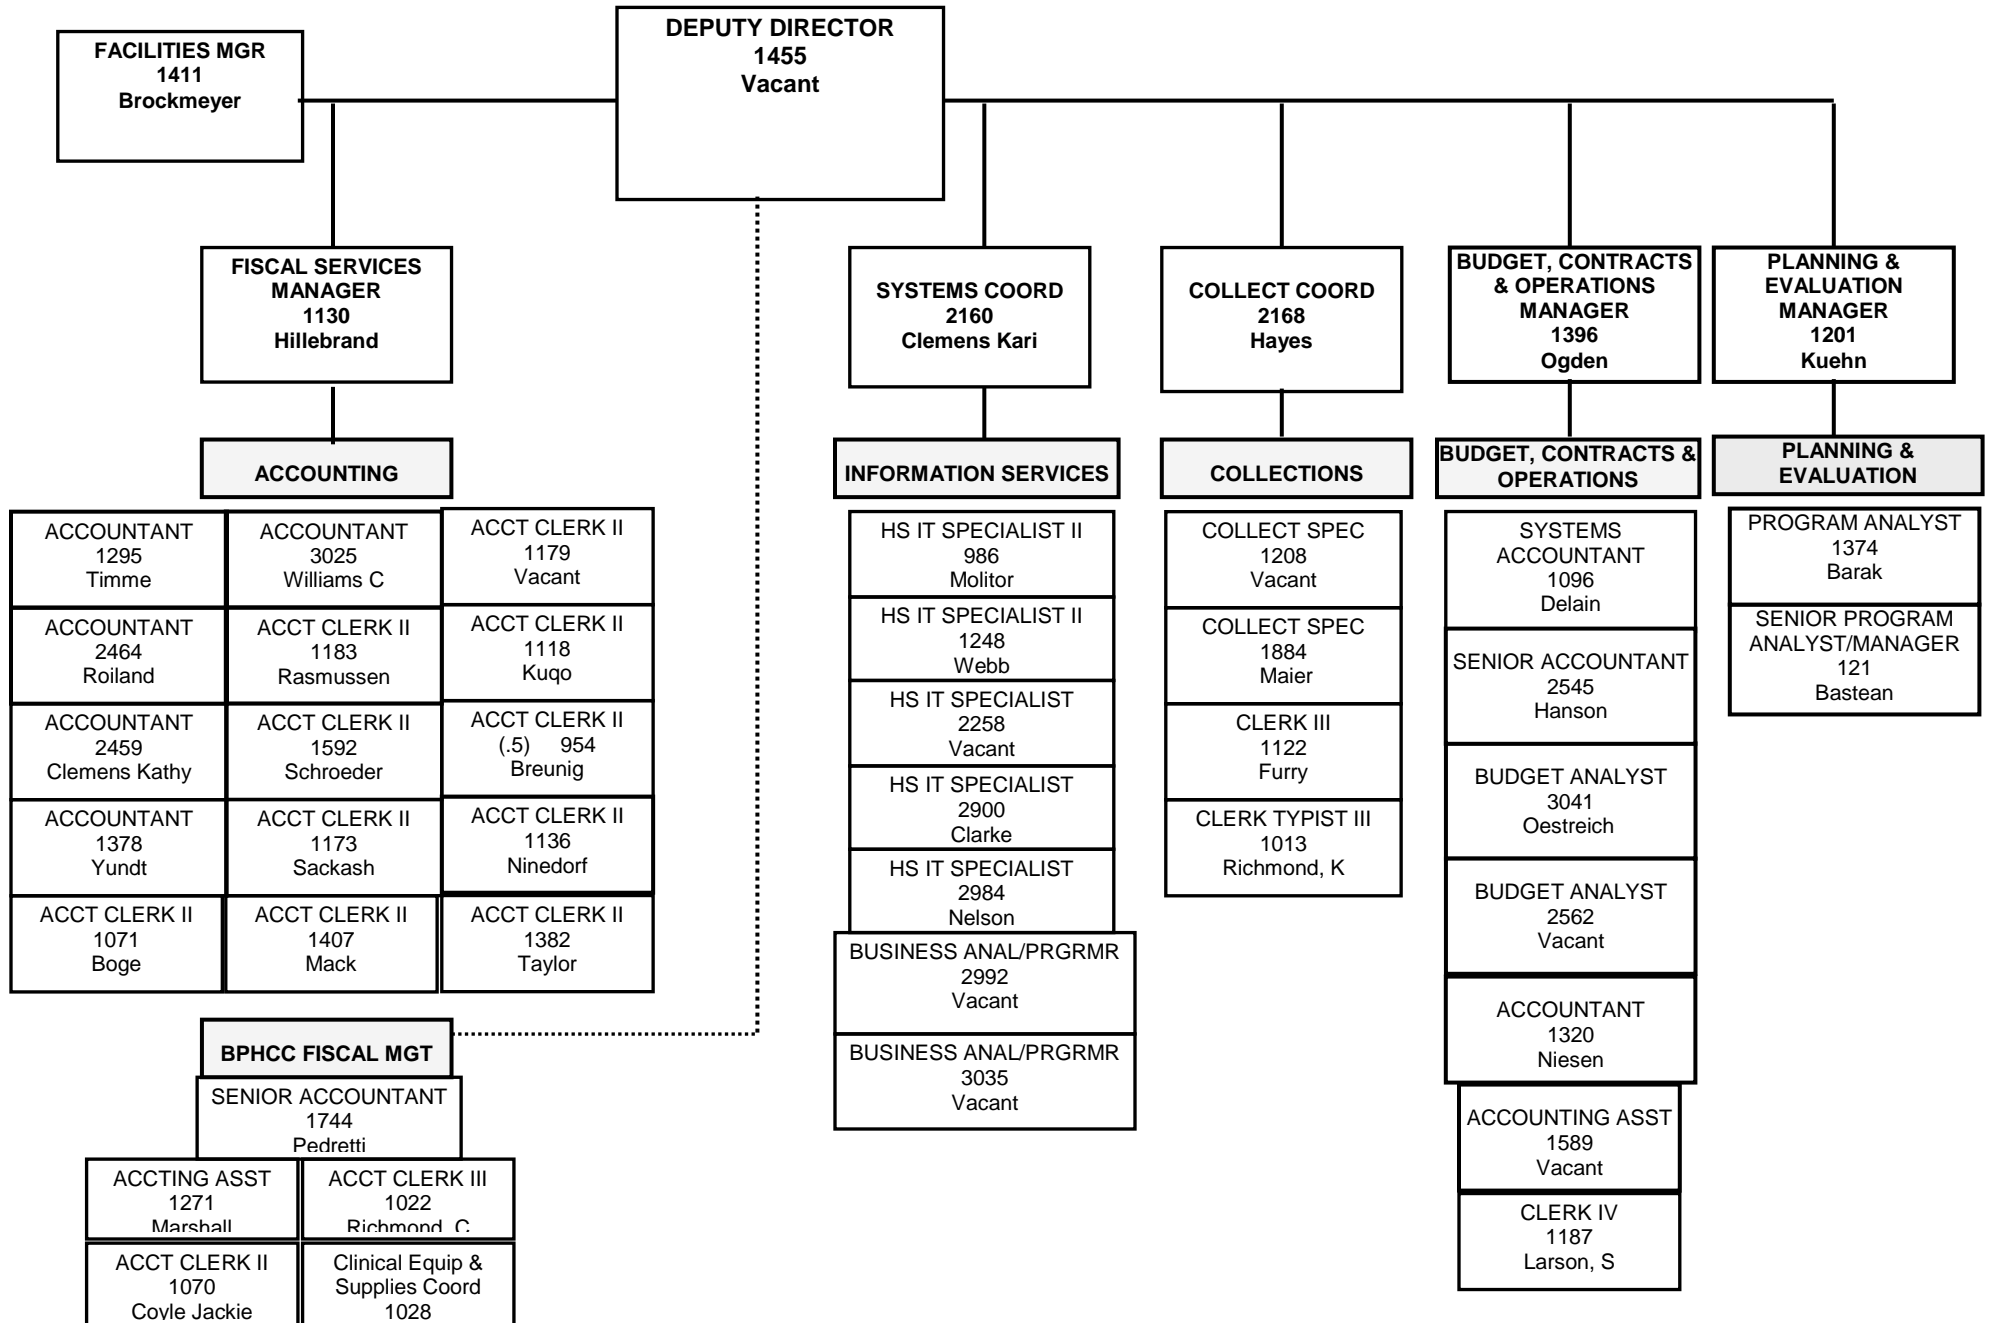 FACILITIES MGR
1411
Brockmeyer
DEPUTY DIRECTOR
1455
Vacant
FISCAL SERVICES
MANAGER
1130
Hillebrand
SYSTEMS COORD
2160
Clemens Kari
COLLECT COORD
2168
Hayes
BUDGET, CONTRACTS
& OPERATIONS
MANAGER
1396
Ogden
PLANNING &
EVALUATION
MANAGER
1201
Kuehn
ACCOUNTING
ACCOUNTANT
1295
Timme
ACCOUNTANT
2464
Roiland
ACCOUNTANT
2459
Clemens Kathy
ACCOUNTANT
1378
Yundt
ACCT CLERK II
1071
Boge
ACCOUNTANT
3025
Williams C
ACCT CLERK II
1183
Rasmussen
ACCT CLERK II
1592
Schroeder
ACCT CLERK II
1173
Sackash
ACCT CLERK II
1407
Mack
ACCT CLERK II
1179
Vacant
ACCT CLERK II
1118
Kuqo
ACCT CLERK II
(.5) 954
Breunig
ACCT CLERK II
1136
Ninedorf
ACCT CLERK II
1382
Taylor
BPHCC FISCAL MGT
SENIOR ACCOUNTANT
1744
Pedretti
ACCTING ASST
1271
Marshall
ACCT CLERK III
1022
Richmond, C
ACCT CLERK II
1070
Coyle Jackie
Clinical Equip &
Supplies Coord
1028
INFORMATION SERVICES
HS IT SPECIALIST II
986
Molitor
HS IT SPECIALIST II
1248
Webb
HS IT SPECIALIST
2258
Vacant
HS IT SPECIALIST
2900
Clarke
HS IT SPECIALIST
2984
Nelson
BUSINESS ANAL/PRGRMR
2992
Vacant
BUSINESS ANAL/PRGRMR
3035
Vacant
COLLECTIONS
COLLECT SPEC
1208
Vacant
COLLECT SPEC
1884
Maier
CLERK III
1122
Furry
CLERK TYPIST III
1013
Richmond, K
BUDGET, CONTRACTS &
OPERATIONS
SYSTEMS
ACCOUNTANT
1096
Delain
SENIOR ACCOUNTANT
2545
Hanson
BUDGET ANALYST
3041
Oestreich
BUDGET ANALYST
2562
Vacant
ACCOUNTANT
1320
Niesen
ACCOUNTING ASST
1589
Vacant
CLERK IV
1187
Larson, S
PLANNING &
EVALUATION
PROGRAM ANALYST
1374
Barak
SENIOR PROGRAM
ANALYST/MANAGER
121
Bastean